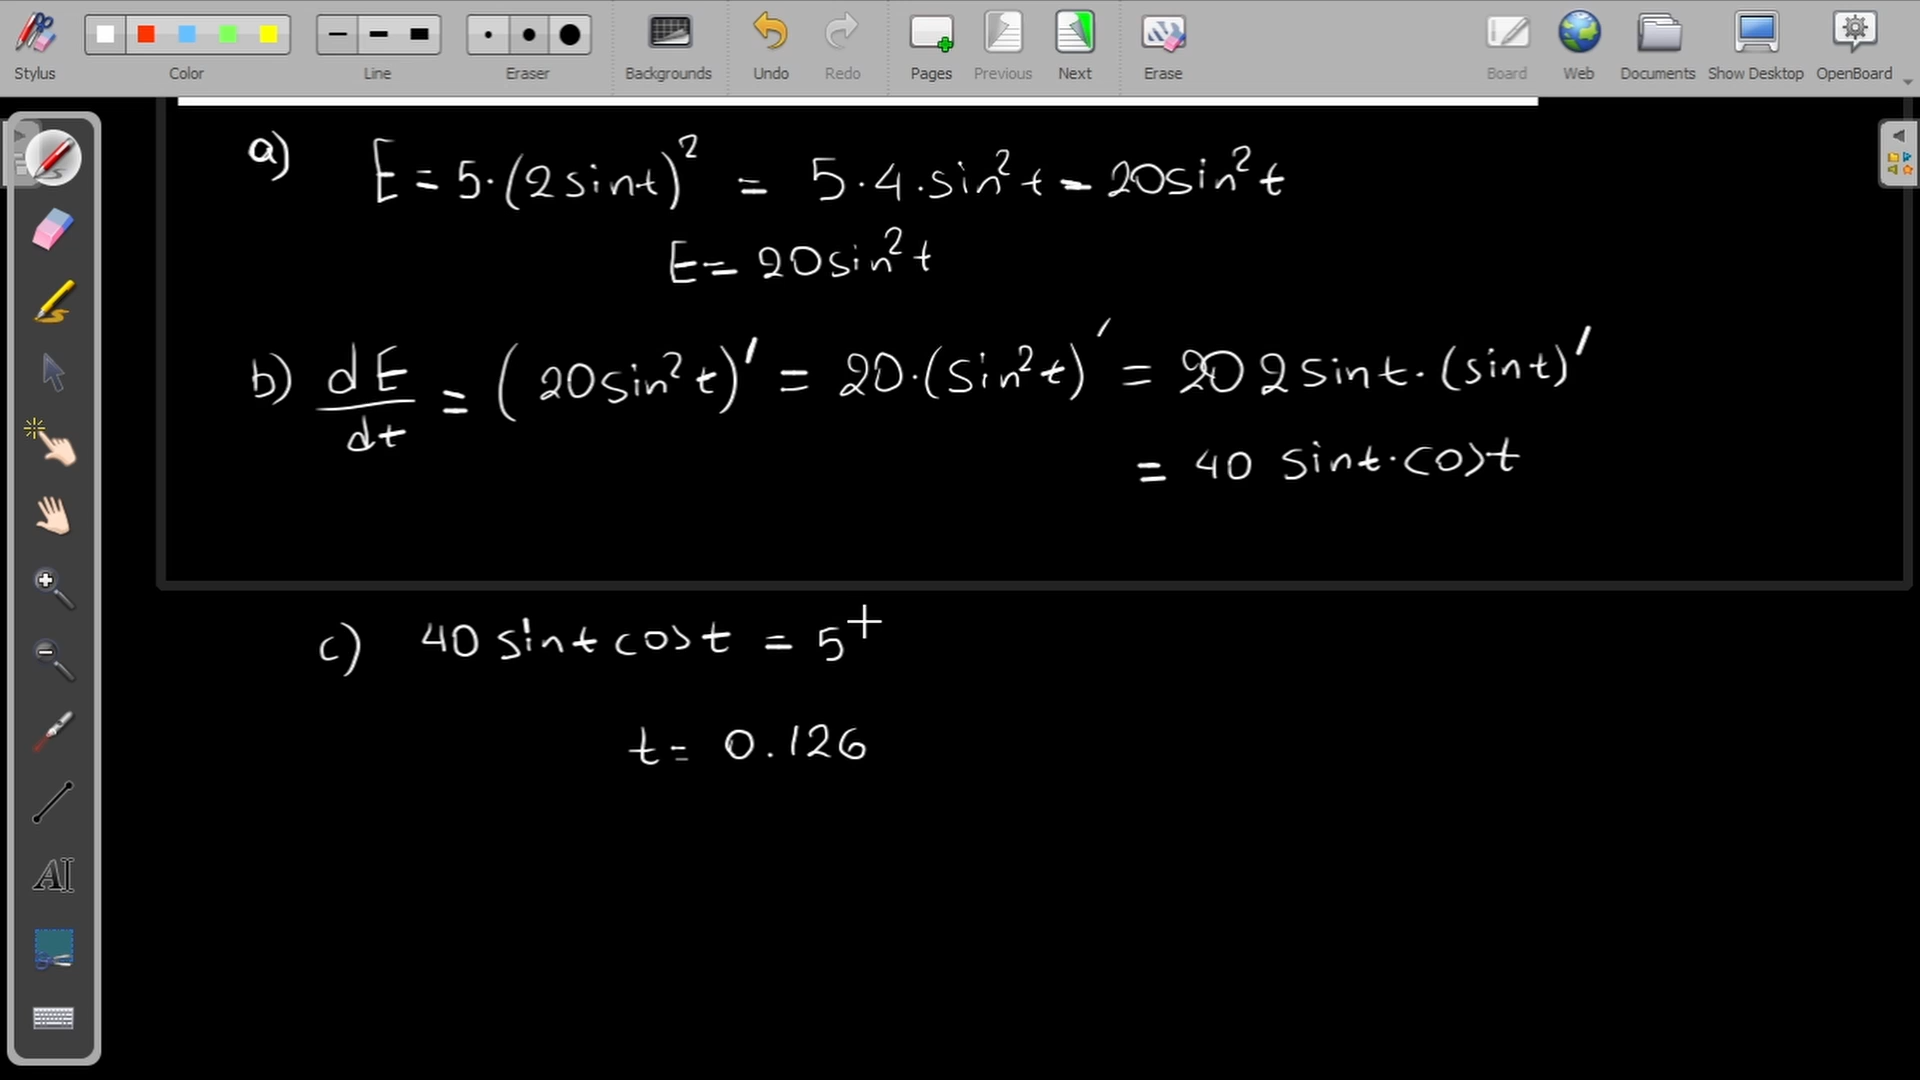 Stylus Color Line Eraser Backgrounds Undo Redo Pages Previous Next Erase Board Web Documents Show Desktop OpenBoard
a) E = 5·(2sint)² = 5·4·sin²t = 20sin²t
E = 20sin²t
b) dE/dt = (20sin²t)' = 20·(sin²t)' = 20 2sint·(sint)'
= 40 sint·cost
c) 40 sint cost = 5
t = 0.126
AI